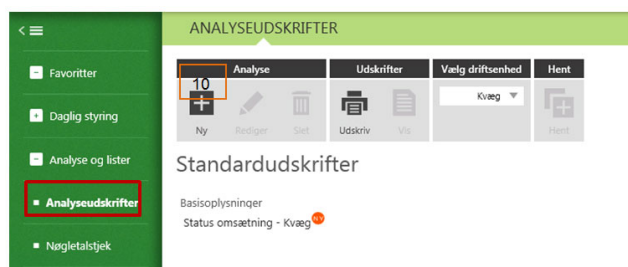 ANALYSEUDSKRIFTER
Favoritter
Daglig styring
Analyse og lister
Analyseudskrifter
Nøgletalstjek
Analyse
Udskrifter
Vælg driftsenhed
Hent
10
Kvæg
Ny
Rediger
Slet
Udskriv
Vis
Hent
Standardudskrifter
Basisoplysninger
Status omsætning - Kvæg NY